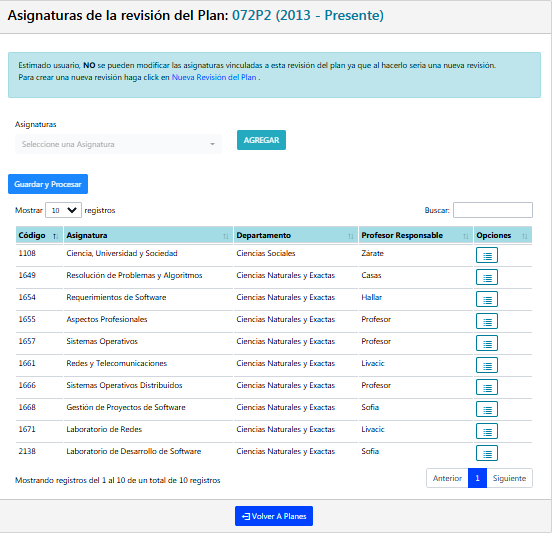 Asignaturas de la revisión del Plan: 072P2 (2013 - Presente)
Estimado usuario, NO se pueden modificar las asignaturas vinculadas a esta revisión del plan ya que al hacerlo seria una nueva revisión.
Para crear una nueva revisión haga click en Nueva Revisión del Plan .
Asignaturas
Seleccione una Asignatura AGREGAR
Guardar y Procesar
Mostrar 10 registros Buscar:
Código Asignatura Departamento Profesor Responsable Opciones
1108 Ciencia, Universidad y Sociedad Ciencias Sociales Zárate
1649 Resolución de Problemas y Algoritmos Ciencias Naturales y Exactas Casas
1654 Requerimientos de Software Ciencias Naturales y Exactas Hallar
1655 Aspectos Profesionales Ciencias Naturales y Exactas Profesor
1657 Sistemas Operativos Ciencias Naturales y Exactas Profesor
1661 Redes y Telecomunicaciones Ciencias Naturales y Exactas Livacic
1666 Sistemas Operativos Distribuidos Ciencias Naturales y Exactas Profesor
1668 Gestión de Proyectos de Software Ciencias Naturales y Exactas Sofia
1671 Laboratorio de Redes Ciencias Naturales y Exactas Livacic
2138 Laboratorio de Desarrollo de Software Ciencias Naturales y Exactas Sofia
Mostrando registros del 1 al 10 de un total de 10 registros Anterior 1 Siguiente
Volver A Planes